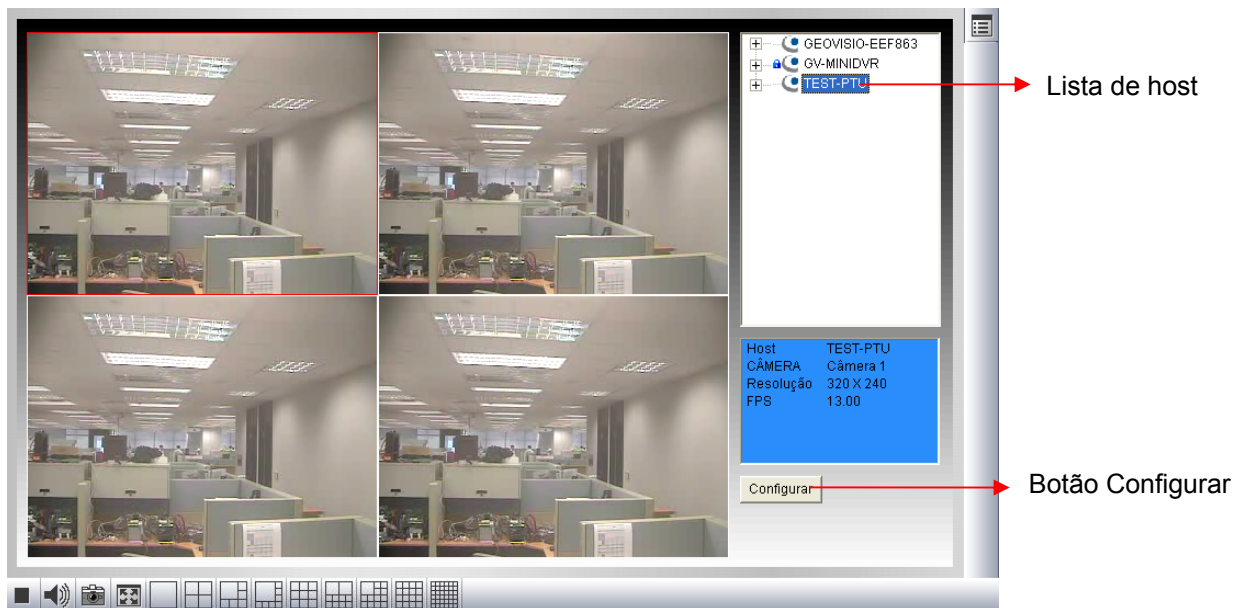 GEOVISIO-EEF863
GV-MINIDVR
TEST-PTU
Lista de host
Host TEST-PTU
CÂMERA Câmera 1
Resolução 320 X 240
FPS 13.00
Configurar
Botão Configurar